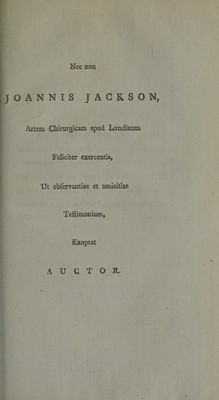 Nec non
JOANNIS JACKSON,
Artem Chirurgicam apud Londinum
Feliciter exercentis,
Ut obſervantiae et amicitiae
Teſtimonium,
Exoptat
AUCTOR.